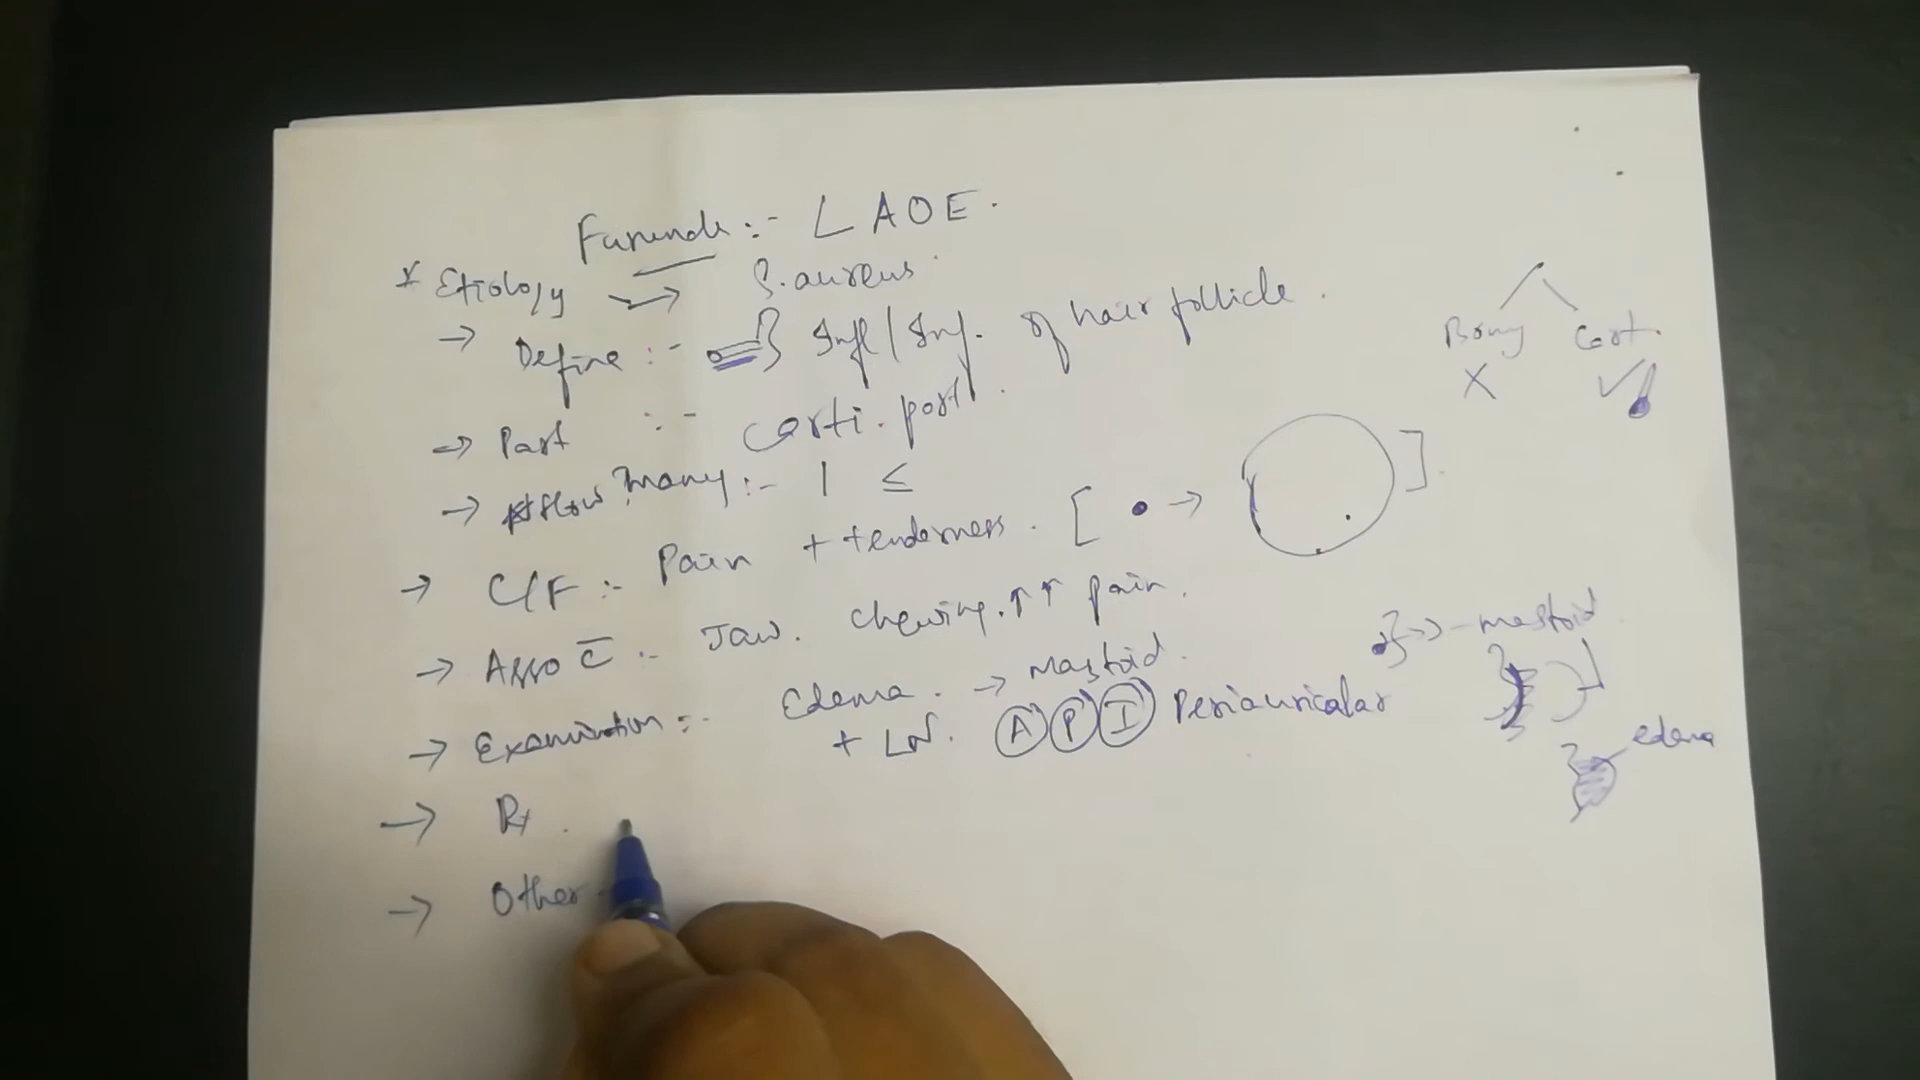 Furuncle :- LAOE.
* Etiology → S. aureus.
→ Define :- Infl / Inf. of hair follicle.
Bony Cart.
X ✓
→ Part :- Carti. part.
→ How many :- 1 ≤
→ C/F :- Pain + tenderness. [ • → ]
→ Asso c̄ :- Jaw. Chewing. ↑↑ pain.
→ Examination :- Edema. → Mastoid.
+ LN. A P I Periauricular
→ mastoid
edema
→ Rx.
→ Other